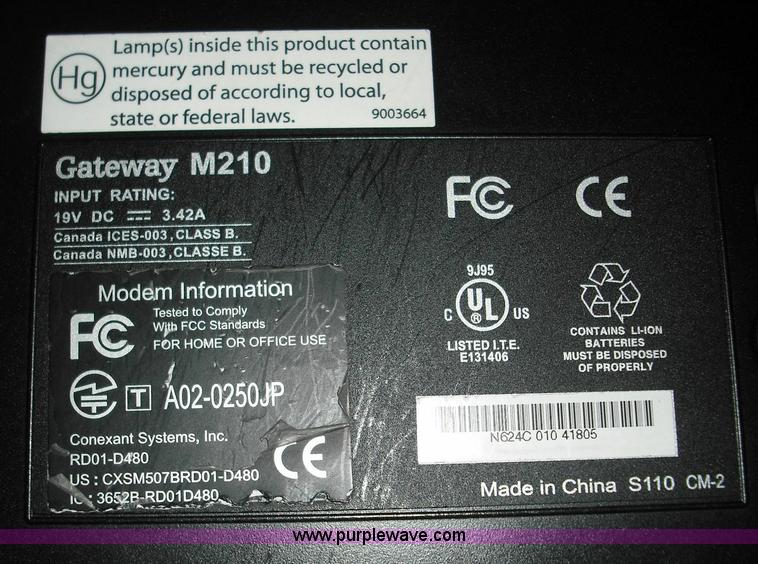 Hg
Lamp(s) inside this product contain
mercury and must be recycled or
disposed of according to local,
state or federal laws.
9003664
Gateway M210
INPUT RATING:
19V DC 3.42A
Canada ICES-003, CLASS B.
Canada NMB-003, CLASSE B.
FC
CE
9J95
C UL US
®
LISTED I.T.E.
E131406
CONTAINS LI-ION
BATTERIES
MUST BE DISPOSED
OF PROPERLY
Modem Information
FC
Tested to Comply
With FCC Standards
FOR HOME OR OFFICE USE
T A02-0250JP
Conexant Systems, Inc.
RD01-D480
US : CXSM507BRD01-D480
IC : 3652B-RD01D480
CE
N624C 010 41805
Made in China S110 CM-2
www.purplewave.com